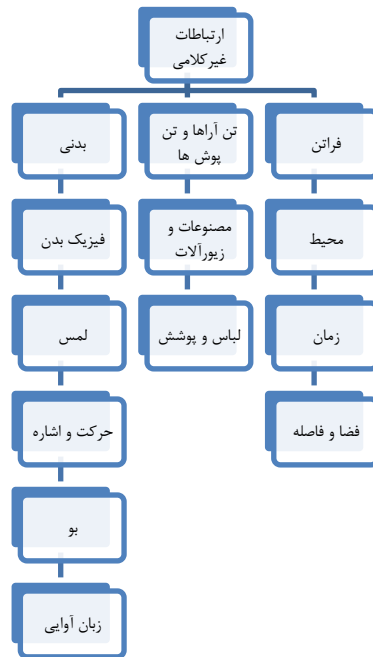 ارتباطات
غیرکلامی
فراتن
محیط
زمان
فضا و فاصله
تن آراها و تن
پوش ها
مصنوعات و
زیورآلات
لباس و پوشش
بدنی
فیزیک بدن
لمس
حرکت و اشاره
بو
زبان آوایی